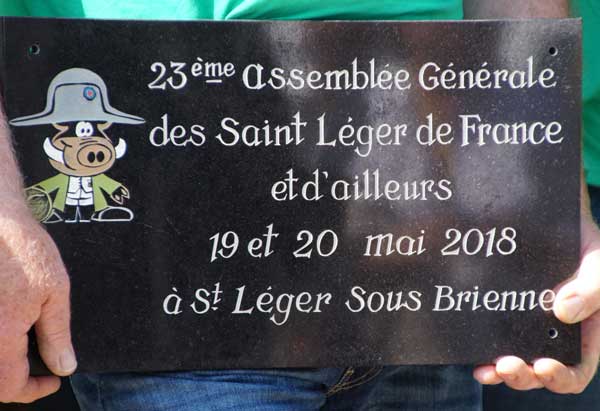 23ème Assemblée Générale
des Saint Léger de France
et d'ailleurs
19 et 20 mai 2018
à St Léger Sous Brienne